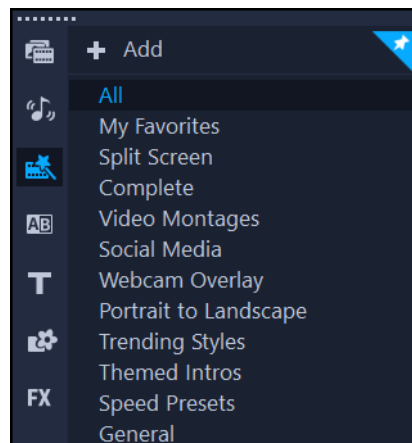 Add
All
My Favorites
Split Screen
Complete
Video Montages
Social Media
Webcam Overlay
Portrait to Landscape
Trending Styles
Themed Intros
Speed Presets
General
AB
T
FX